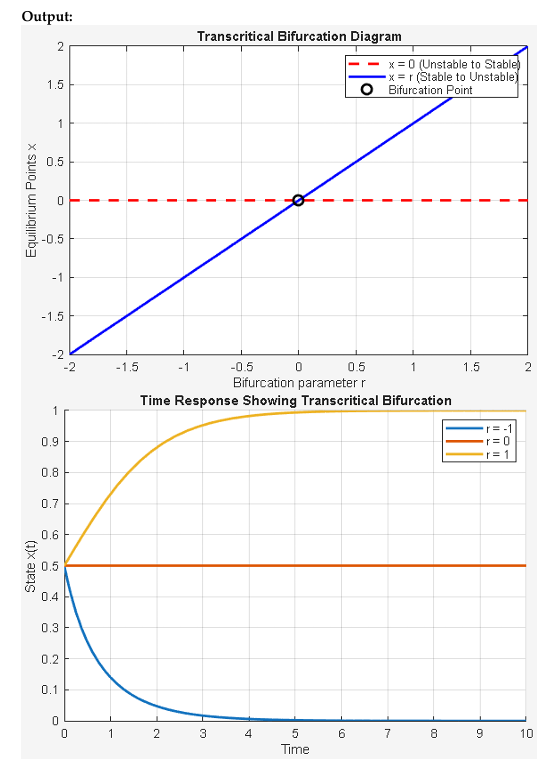 Output:
Transcritical Bifurcation Diagram
x = 0 (Unstable to Stable)
x = r (Stable to Unstable)
Bifurcation Point
Equilibrium Points x
2
1.5
1
0.5
0
-0.5
-1
-1.5
-2
-2 -1.5 -1 -0.5 0 0.5 1 1.5 2
Bifurcation parameter r
Time Response Showing Transcritical Bifurcation
r = -1
r = 0
r = 1
State x(t)
1
0.9
0.8
0.7
0.6
0.5
0.4
0.3
0.2
0.1
0
0 1 2 3 4 5 6 7 8 9 10
Time